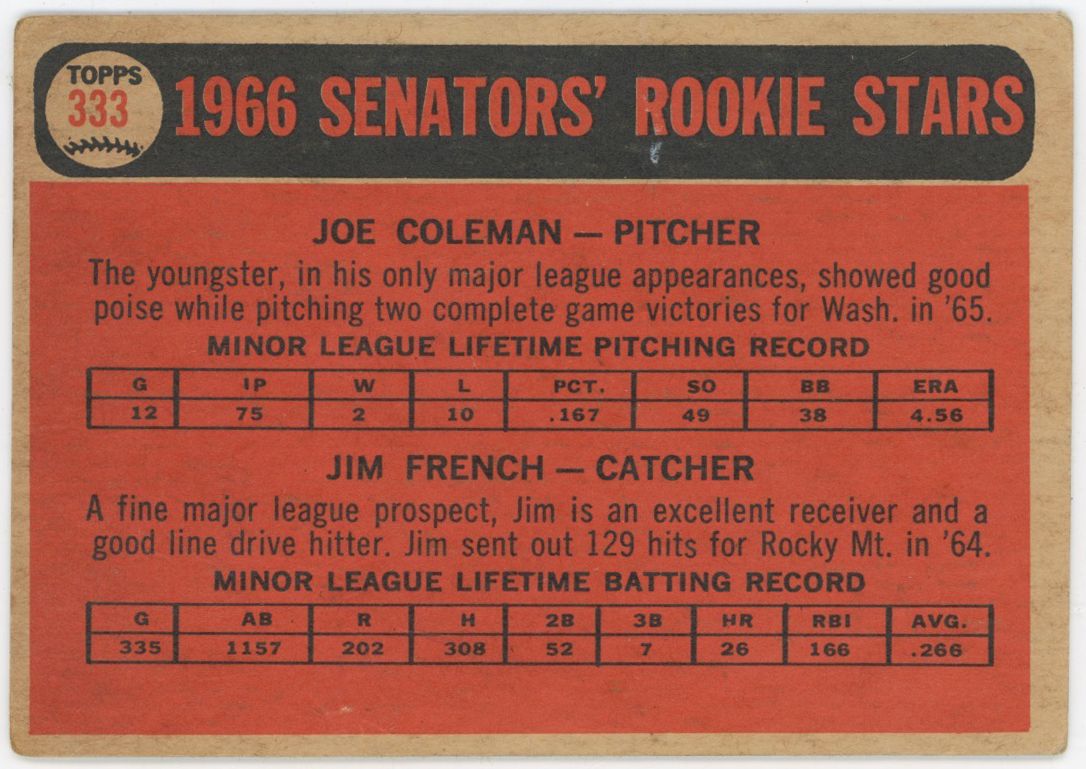 TOPPS
333
1966 SENATORS' ROOKIE STARS
JOE COLEMAN — PITCHER
The youngster, in his only major league appearances, showed good
poise while pitching two complete game victories for Wash. in '65.
MINOR LEAGUE LIFETIME PITCHING RECORD
G IP W L PCT. SO BB ERA
12 75 2 10 .167 49 38 4.56
JIM FRENCH — CATCHER
A fine major league prospect, Jim is an excellent receiver and a
good line drive hitter. Jim sent out 129 hits for Rocky Mt. in '64.
MINOR LEAGUE LIFETIME BATTING RECORD
G AB R H 2B 3B HR RBI AVG.
335 1157 202 308 52 7 26 166 .266